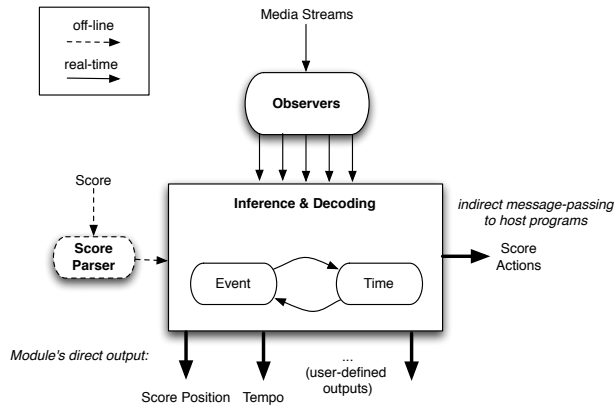 off-line
real-time
Media Streams
Observers
Score
Score
Parser
Inference & Decoding
Event
Time
indirect message-passing
to host programs
Score
Actions
Module's direct output:
Score Position
Tempo
...
(user-defined
outputs)